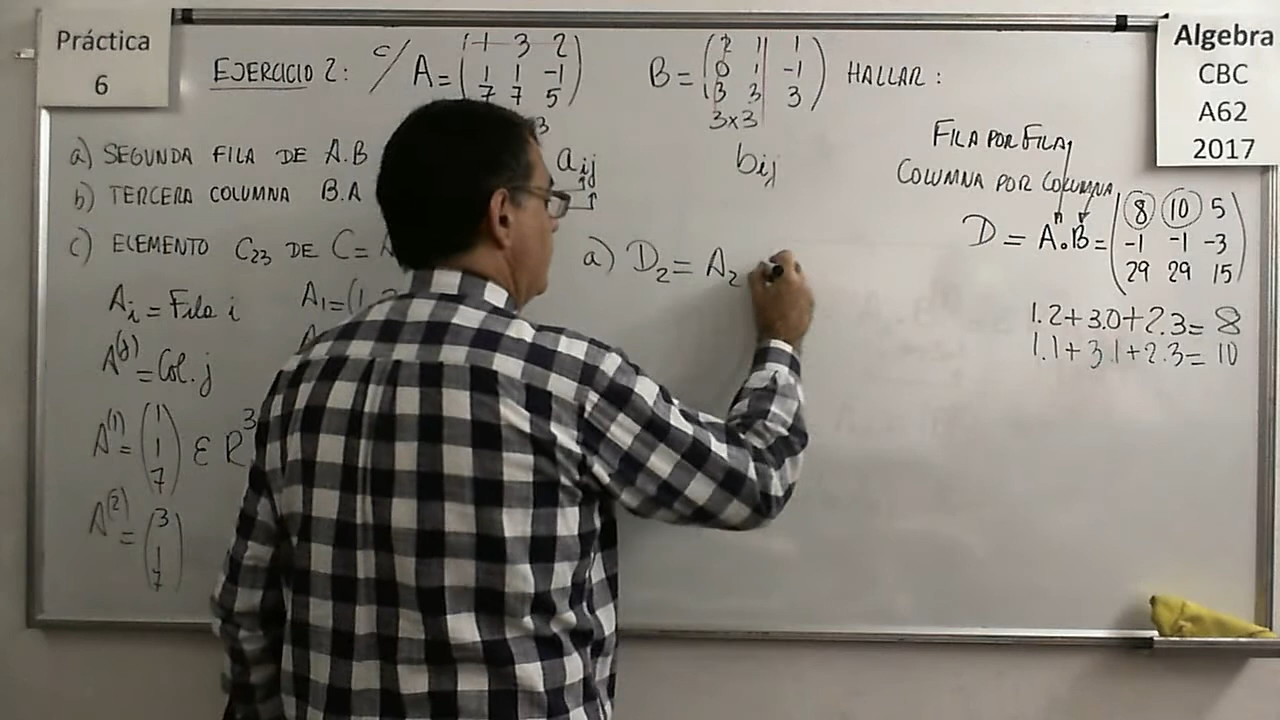 Práctica
6
Algebra
CBC
A62
2017
EJERCICIO 2: c/ A = ( 1 3 2
1 1 -1
7 7 5 )
B = ( 2 1 1
0 1 -1
3 3 3 )
3x3
HALLAR :
a) SEGUNDA FILA DE A.B
b) TERCERA COLUMNA B.A
c) ELEMENTO C23 DE C =
aij
bij
Ai = Fila i
A1 = (1
A(j) = Col. j
A(1) = ( 1
1
7 ) ε R3
A(2) = ( 3
1
7 )
a) D2 = A2
FILA POR FILA
COLUMNA POR COLUMNA
D = A.B = ( 8 10 5
-1 -1 -3
29 29 15 )
1.2+3.0+2.3= 8
1.1+3.1+2.3= 10